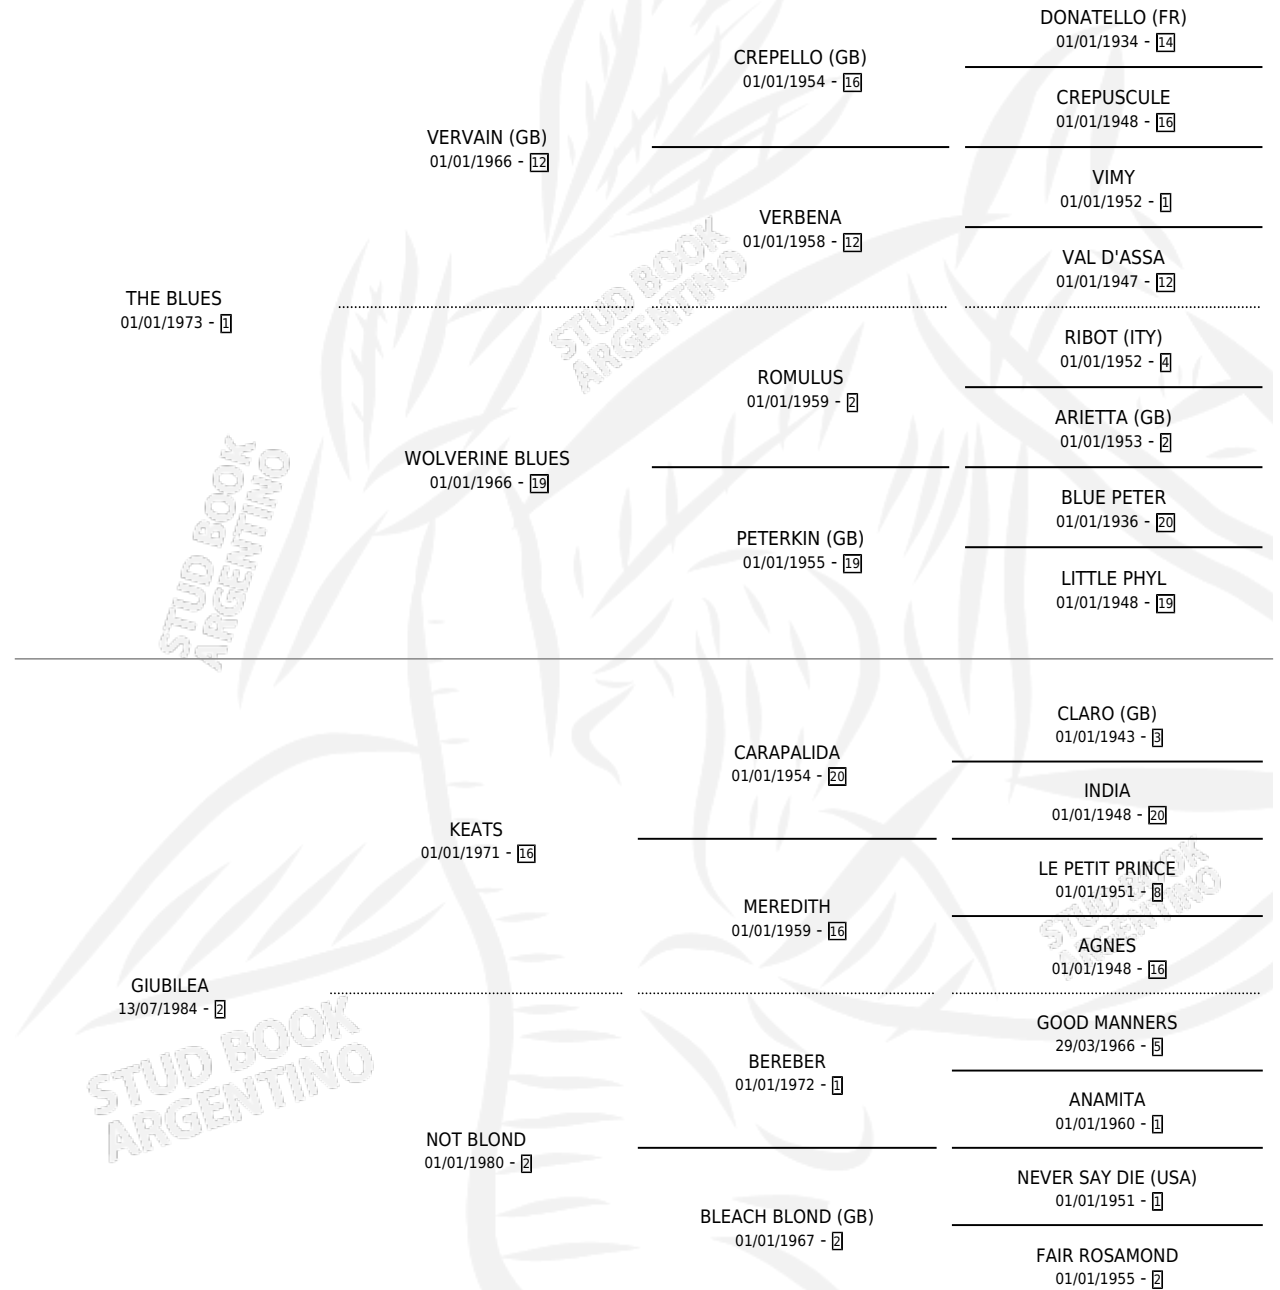 DONATELLO (FR)
01/01/1934 - 14
CREPELLO (GB)
01/01/1954 - 16
CREPUSCULE
01/01/1948 - 16
VERVAIN (GB)
01/01/1966 - 12
VIMY
01/01/1952 - 1
VERBENA
01/01/1958 - 12
VAL D'ASSA
01/01/1947 - 12
THE BLUES
01/01/1973 - 1
STUD BOOK
ARGENTINO
RIBOT (ITY)
01/01/1952 - 4
ROMULUS
01/01/1959 - 2
ARIETTA (GB)
01/01/1953 - 2
WOLVERINE BLUES
01/01/1966 - 19
BLUE PETER
01/01/1936 - 20
PETERKIN (GB)
01/01/1955 - 19
LITTLE PHYL
01/01/1948 - 19
STUD BOOK
ARGENTINO
CLARO (GB)
01/01/1943 - 3
CARAPALIDA
01/01/1954 - 20
INDIA
01/01/1948 - 20
KEATS
01/01/1971 - 16
LE PETIT PRINCE
01/01/1951 - 8
MEREDITH
01/01/1959 - 16
STUD BOOK
ARGENTINO
AGNES
01/01/1948 - 16
GIUBILEA
13/07/1984 - 2
STUD BOOK
ARGENTINO
GOOD MANNERS
29/03/1966 - 5
BEREBER
01/01/1972 - 1
ANAMITA
01/01/1960 - 1
NOT BLOND
01/01/1980 - 2
NEVER SAY DIE (USA)
01/01/1951 - 1
BLEACH BLOND (GB)
01/01/1967 - 2
FAIR ROSAMOND
01/01/1955 - 2